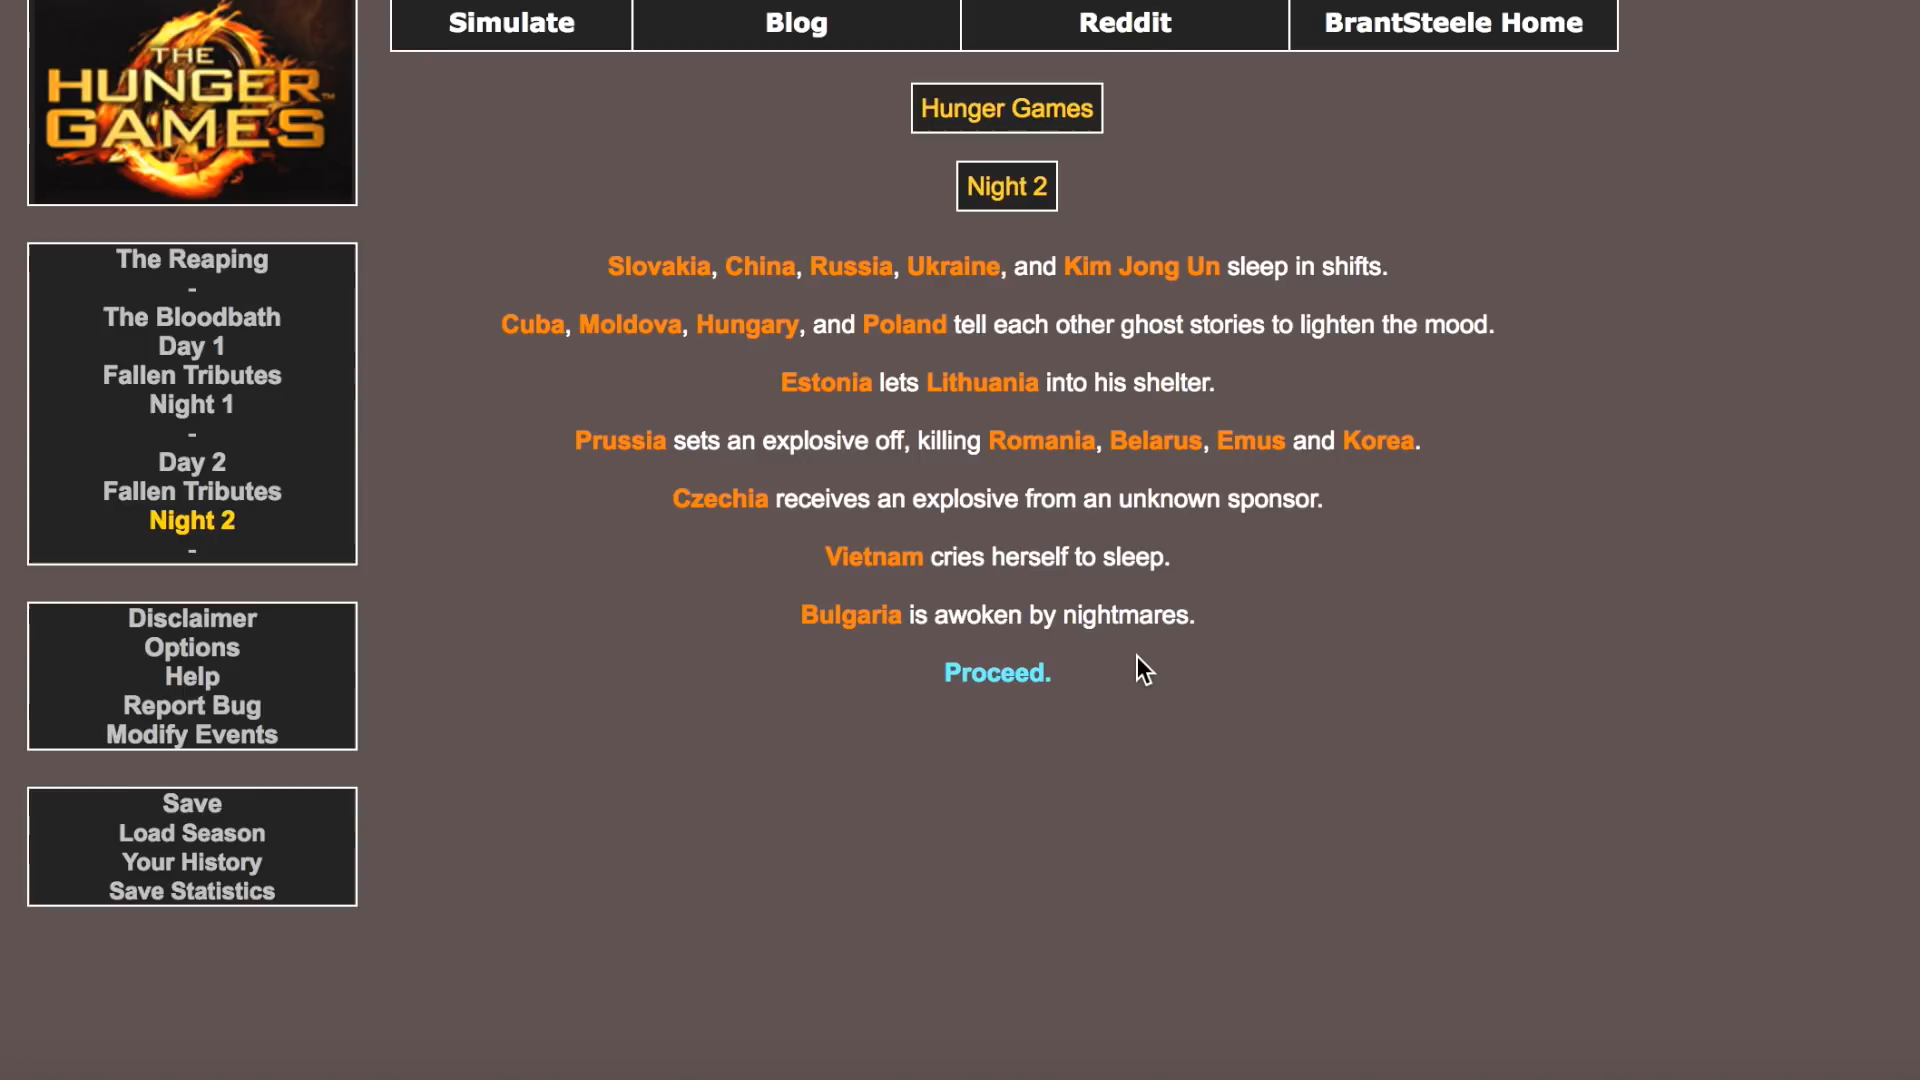 THE
HUNGER
GAMES
Simulate
Blog
Reddit
BrantSteele Home
Hunger Games
Night 2
The Reaping
-
The Bloodbath
Day 1
Fallen Tributes
Night 1
-
Day 2
Fallen Tributes
Night 2
-
Disclaimer
Options
Help
Report Bug
Modify Events
Save
Load Season
Your History
Save Statistics
Slovakia, China, Russia, Ukraine, and Kim Jong Un sleep in shifts.
Cuba, Moldova, Hungary, and Poland tell each other ghost stories to lighten the mood.
Estonia lets Lithuania into his shelter.
Prussia sets an explosive off, killing Romania, Belarus, Emus and Korea.
Czechia receives an explosive from an unknown sponsor.
Vietnam cries herself to sleep.
Bulgaria is awoken by nightmares.
Proceed.